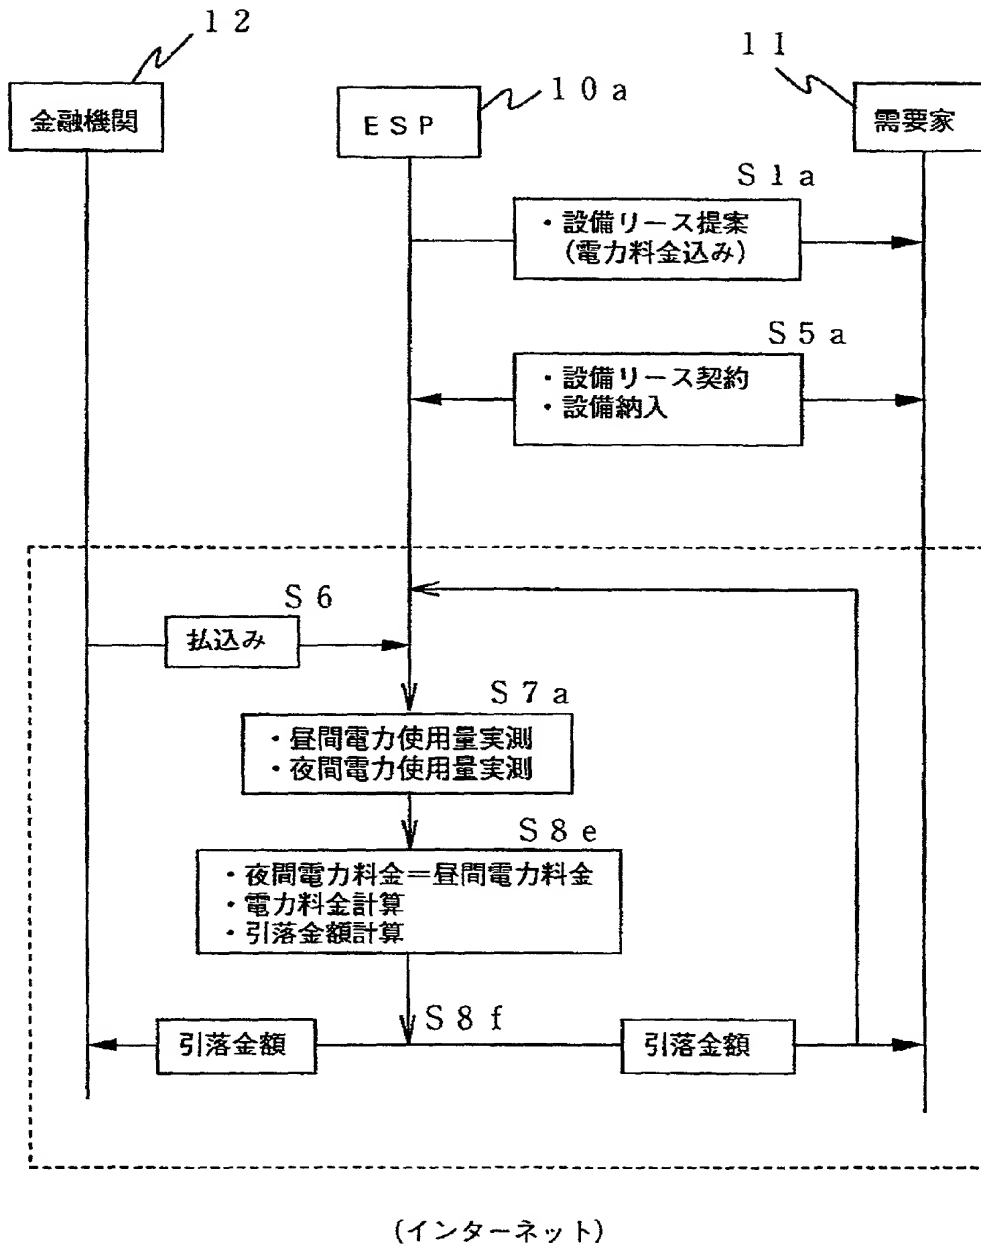 １２
１０ａ
１１
金融機関
ＥＳＰ
需要家
Ｓ１ａ
・設備リース提案
（電力料金込み）
Ｓ５ａ
・設備リース契約
・設備納入
Ｓ６
払込み
Ｓ７ａ
・昼間電力使用量実測
・夜間電力使用量実測
Ｓ８ｅ
・夜間電力料金＝昼間電力料金
・電力料金計算
・引落金額計算
Ｓ８ｆ
引落金額
引落金額
（インターネット）